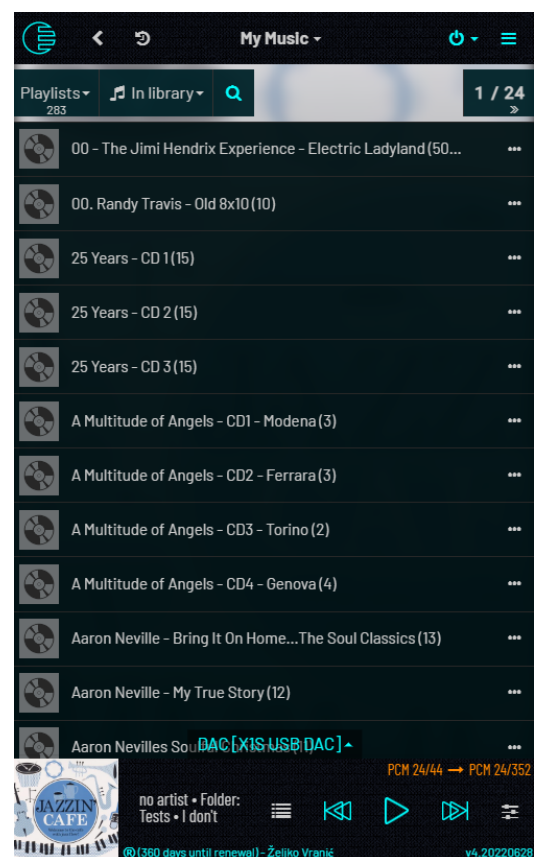 My Music
Playlists
283
In library
1 / 24
00 - The Jimi Hendrix Experience - Electric Ladyland (50...
00. Randy Travis - Old 8x10 (10)
25 Years - CD 1 (15)
25 Years - CD 2 (15)
25 Years - CD 3 (15)
A Multitude of Angels - CD1 - Modena (3)
A Multitude of Angels - CD2 - Ferrara (3)
A Multitude of Angels - CD3 - Torino (2)
A Multitude of Angels - CD4 - Genova (4)
Aaron Neville - Bring It On Home...The Soul Classics (13)
Aaron Neville - My True Story (12)
Aaron Nevilles
DAC [X1S USB DAC]
PCM 24/44 → PCM 24/352
JAZZIN'
CAFE
no artist • Folder:
Tests • I don't
® (360 days until renewal) - Željko Vranić
v4.20220628